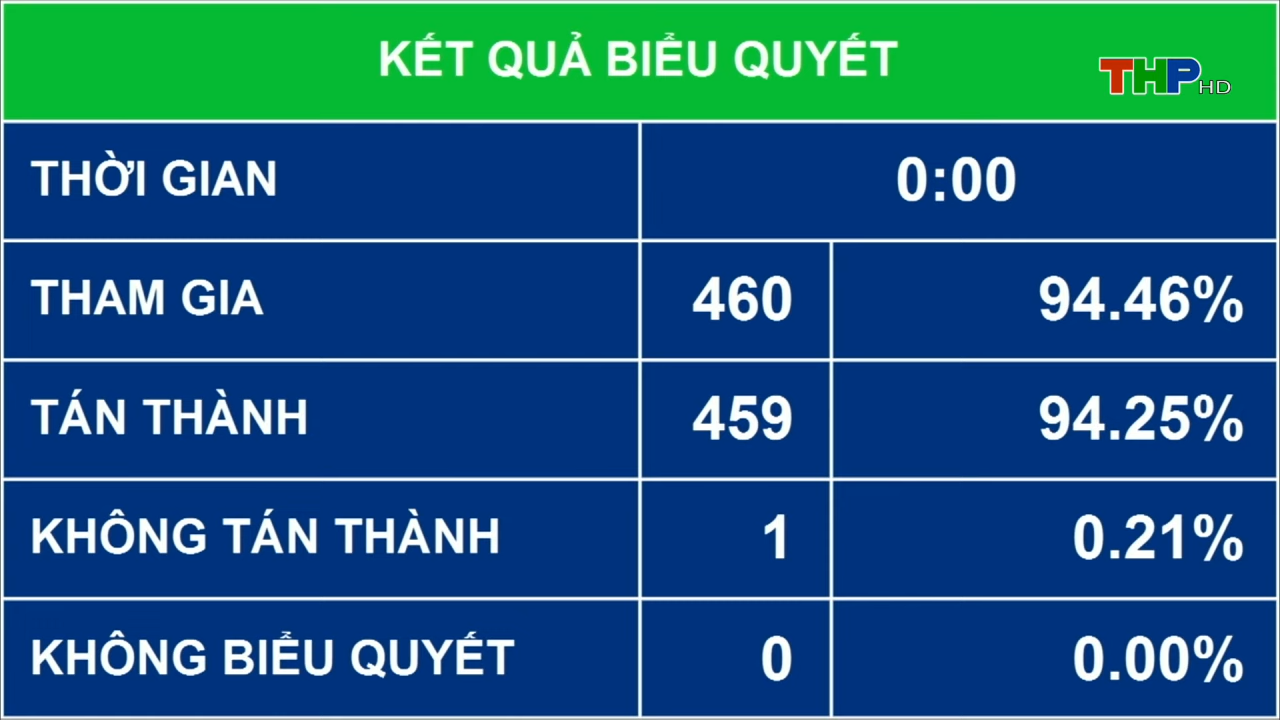 KẾT QUẢ BIỂU QUYẾT
THP HD
THỜI GIAN 0:00
THAM GIA 460 94.46%
TÁN THÀNH 459 94.25%
KHÔNG TÁN THÀNH 1 0.21%
KHÔNG BIỂU QUYẾT 0 0.00%